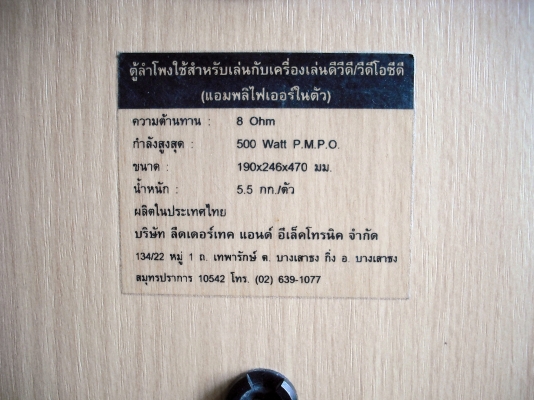 ตู้ลำโพงใช้สำหรับเล่นกับเครื่องเล่นดีวีดี/วีดีโอซีดี
(แอมพลิไฟเออร์ในตัว)
ความต้านทาน : 8 Ohm
กำลังสูงสุด : 500 Watt P.M.P.O.
ขนาด : 190x246x470 มม.
น้ำหนัก : 5.5 กก./ตัว
ผลิตในประเทศไทย
บริษัท ลีดเดอร์เทค แอนด์ อีเล็คโทรนิค จำกัด
134/22 หมู่ 1 ถ. เทพารักษ์ ต. บางเสาธง กิ่ง อ. บางเสาธง
สมุทรปราการ 10542 โทร. (02) 639-1077